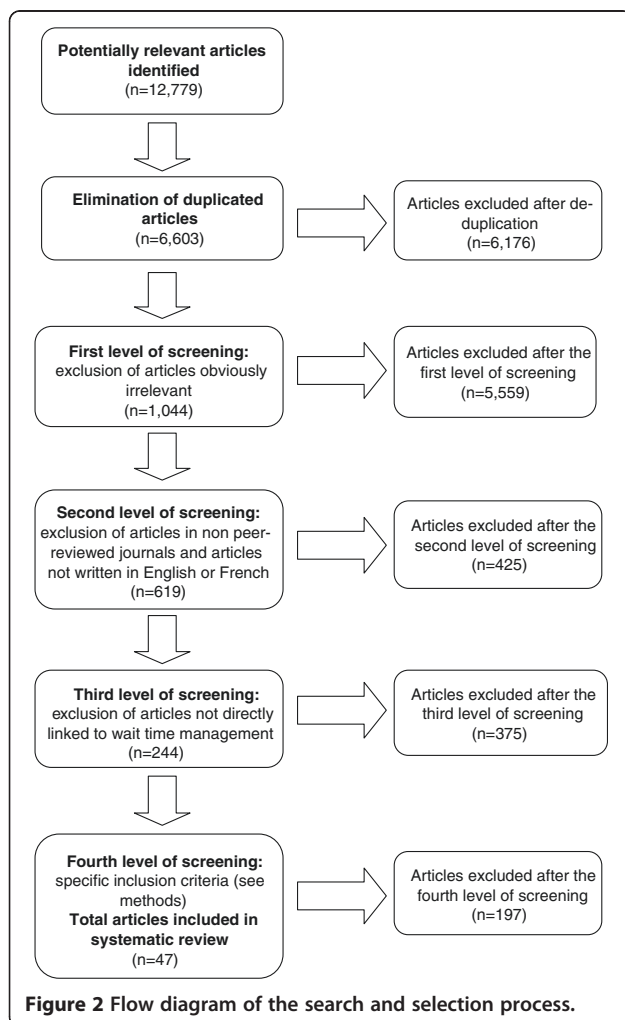 Potentially relevant articles
identified
(n=12,779)
Elimination of duplicated
articles
(n=6,603)
Articles excluded after de-
duplication
(n=6,176)
First level of screening:
exclusion of articles obviously
irrelevant
(n=1,044)
Articles excluded after the
first level of screening
(n=5,559)
Second level of screening:
exclusion of articles in non peer-
reviewed journals and articles
not written in English or French
(n=619)
Articles excluded after the
second level of screening
(n=425)
Third level of screening:
exclusion of articles not directly
linked to wait time management
(n=244)
Articles excluded after the
third level of screening
(n=375)
Fourth level of screening:
specific inclusion criteria (see
methods)
Total articles included in
systematic review
(n=47)
Articles excluded after the
fourth level of screening
(n=197)
Figure 2 Flow diagram of the search and selection process.